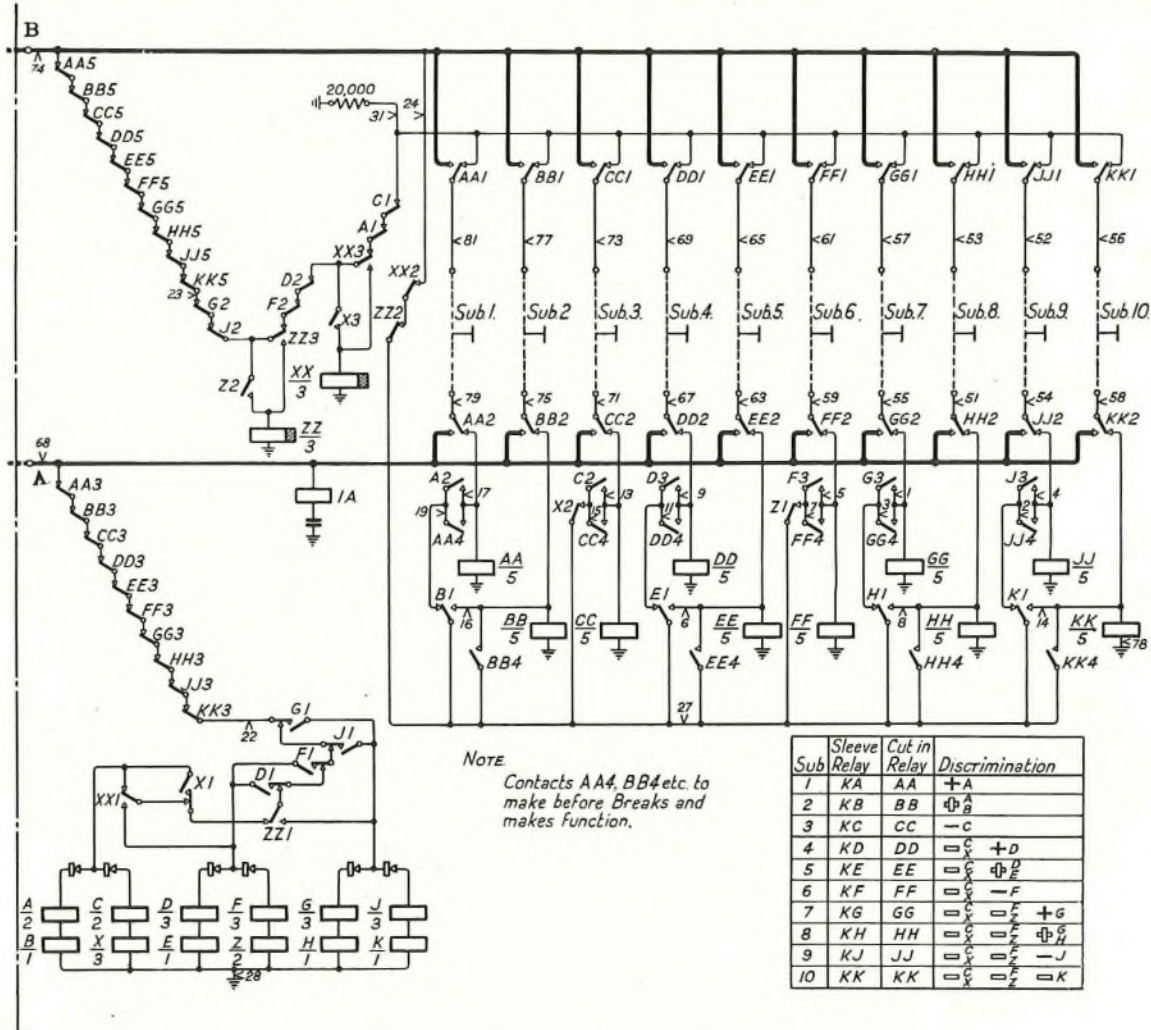 B
74
AA5
BB5
CC5
DD5
EE5
FF5
GG5
HH5
JJ5
KK5
23
G2
J2
Z2
ZZ3
F2
D2
XX3
A1
C1
X3
XX
3
ZZ
3
20,000
31
24
XX2
ZZ2
AA1 BB1 CC1 DD1 EE1 FF1 GG1 HH1 JJ1 KK1
81 77 73 69 65 61 57 53 52 56
Sub.1. Sub.2 Sub.3. Sub.4. Sub.5. Sub.6. Sub.7. Sub.8. Sub.9. Sub.10.
79 75 71 67 63 59 55 51 54 58
AA2 BB2 CC2 DD2 EE2 FF2 GG2 HH2 JJ2 KK2
68
A
1A
AA3
BB3
CC3
DD3
EE3
FF3
GG3
HH3
JJ3
KK3
22
A2 17 C2 13 D3 9 F3 5 G3 1 J3 4
19 X2 15 11 Z1 7 3 2
AA4 CC4 DD4 FF4 GG4 JJ4
AA
5
DD
5
GG
5
JJ
5
B1 E1 H1 K1
16 6 8 14
BB
5
CC
5
EE
5
FF
5
HH
5
KK
5
78
BB4 EE4 HH4 KK4
27
G1
J1
F1
D1
X1
XX1
ZZ1
A
2
C
2
D
3
F
3
G
3
J
3
B
1
X
3
E
1
Z
2
H
1
K
1
28
NOTE
Contacts AA4, BB4 etc. to
make before Breaks and
makes Function.
Sub Sleeve Relay Cut in Relay Discrimination
1 KA AA + A
2 KB BB + A B
3 KC CC — C
4 KD DD C X + D
5 KE EE C X + D E
6 KF FF C X — F
7 KG GG C X F Z + G
8 KH HH C X F Z + G H
9 KJ JJ C X F Z — J
10 KK KK C X F Z K